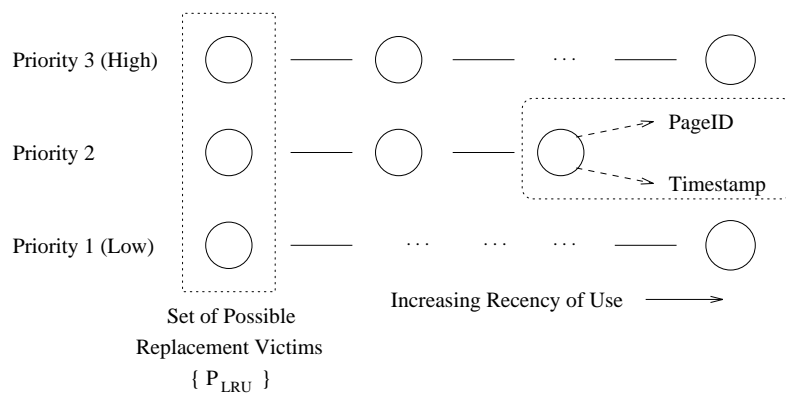 Priority 3 (High)
...
Priority 2
PageID
Timestamp
Priority 1 (Low)
... ... ...
Increasing Recency of Use
Set of Possible
Replacement Victims
{ P LRU }